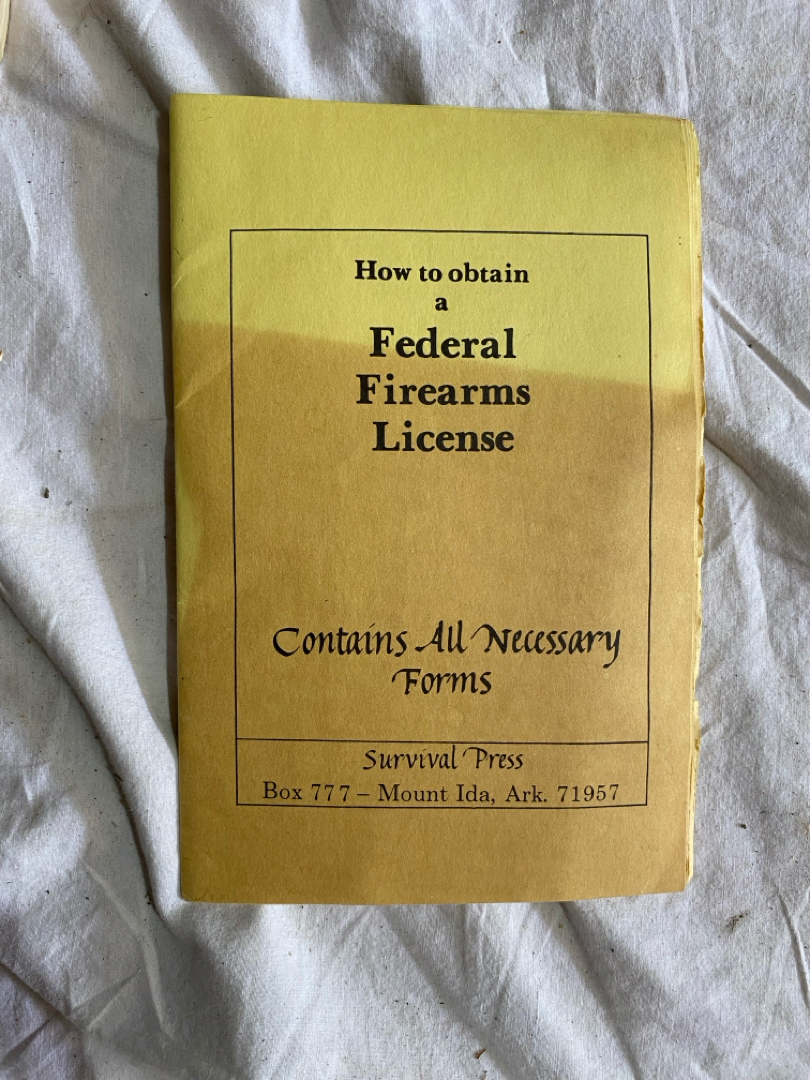 How to obtain
a
Federal
Firearms
License
Contains All Necessary
Forms
Survival Press
Box 777 – Mount Ida, Ark. 71957